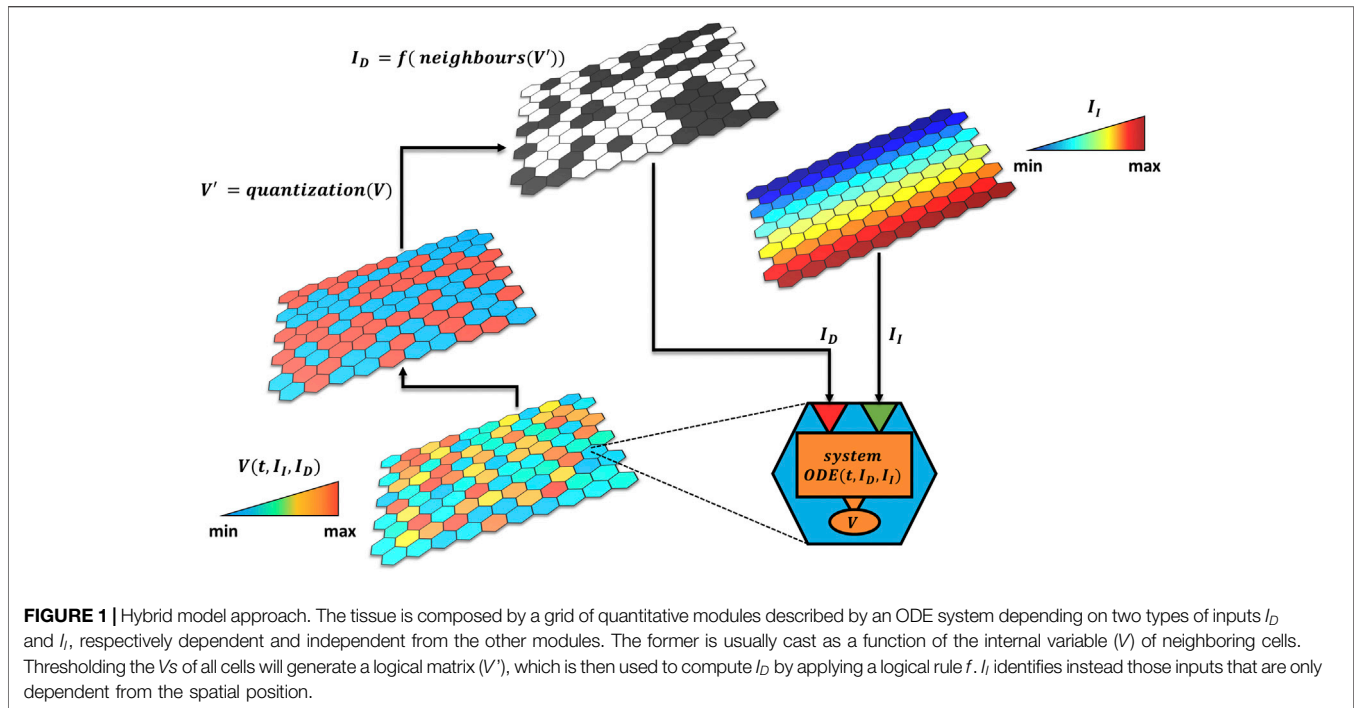 I_D = f( neighbours(V'))
I_I
min max
V' = quantization(V)
I_D I_I
V(t, I_I, I_D)
min max
system
ODE(t, I_D, I_I)
V
FIGURE 1 | Hybrid model approach. The tissue is composed by a grid of quantitative modules described by an ODE system depending on two types of inputs I_D
and I_I, respectively dependent and independent from the other modules. The former is usually cast as a function of the internal variable (V) of neighboring cells.
Thresholding the Vs of all cells will generate a logical matrix (V'), which is then used to compute I_D by applying a logical rule f. I_I identifies instead those inputs that are only
dependent from the spatial position.